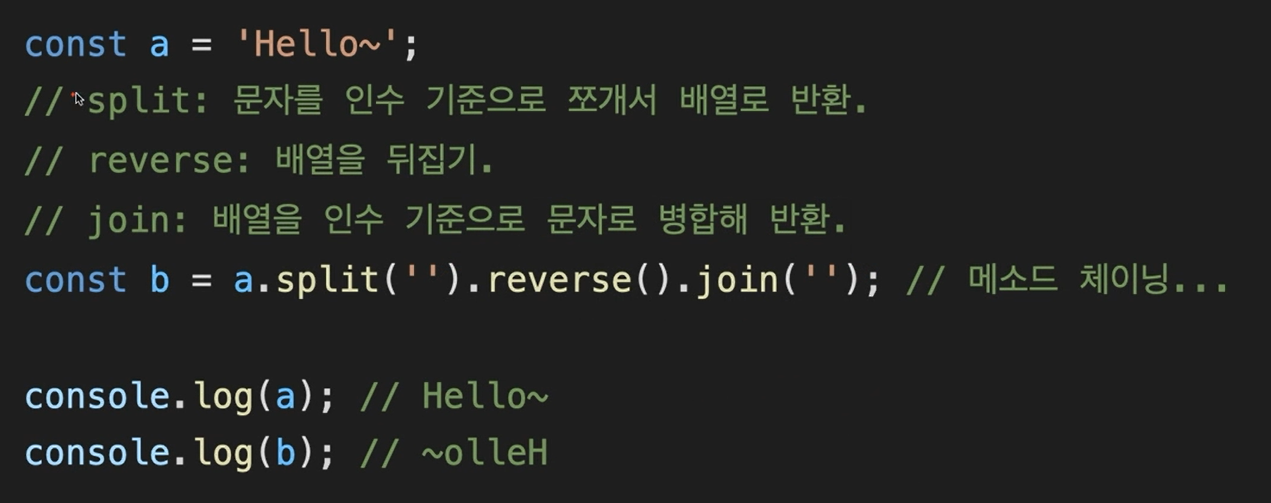 const a = 'Hello~';
// split: 문자를 인수 기준으로 쪼개서 배열로 반환.
// reverse: 배열을 뒤집기.
// join: 배열을 인수 기준으로 문자로 병합해 반환.
const b = a.split('').reverse().join(''); // 메소드 체이닝...
console.log(a); // Hello~
console.log(b); // ~olleH